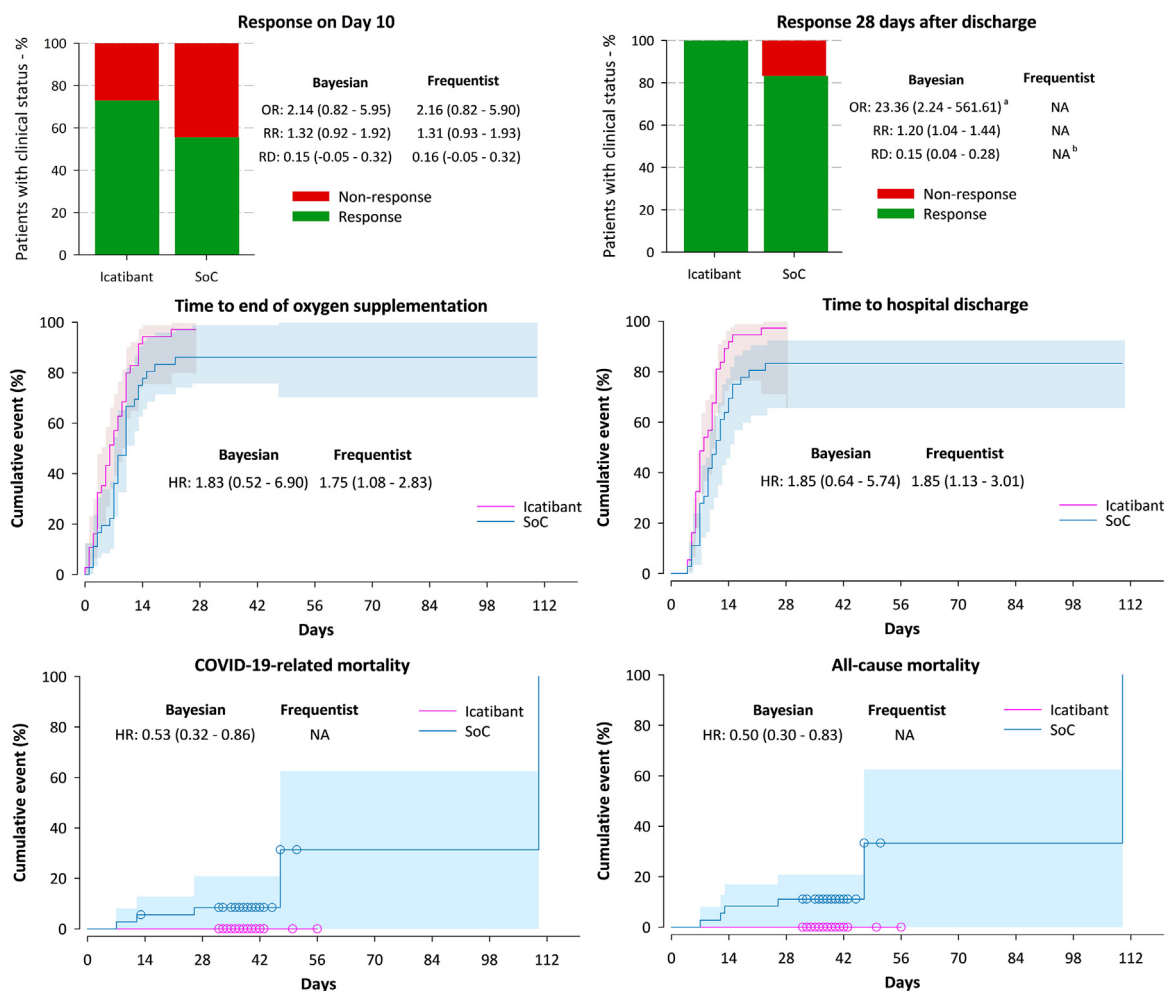 Response on Day 10
Patients with clinical status - %
100
80
60
40
20
0
Icatibant SoC
Bayesian Frequentist
OR: 2.14 (0.82 - 5.95) 2.16 (0.82 - 5.90)
RR: 1.32 (0.92 - 1.92) 1.31 (0.93 - 1.93)
RD: 0.15 (-0.05 - 0.32) 0.16 (-0.05 - 0.32)
Non-response
Response
Response 28 days after discharge
Patients with clinical status - %
100
80
60
40
20
0
Icatibant SoC
Bayesian Frequentist
OR: 23.36 (2.24 - 561.61) a NA
RR: 1.20 (1.04 - 1.44) NA
RD: 0.15 (0.04 - 0.28) NA b
Non-response
Response
Time to end of oxygen supplementation
Cumulative event (%)
100
80
60
40
20
0
Bayesian Frequentist
HR: 1.83 (0.52 - 6.90) 1.75 (1.08 - 2.83)
Icatibant
SoC
0 14 28 42 56 70 84 98 112
Days
Time to hospital discharge
Cumulative event (%)
100
80
60
40
20
0
Bayesian Frequentist
HR: 1.85 (0.64 - 5.74) 1.85 (1.13 - 3.01)
Icatibant
SoC
0 14 28 42 56 70 84 98 112
Days
COVID-19-related mortality
Cumulative event (%)
100
80
60
40
20
0
Bayesian Frequentist
HR: 0.53 (0.32 - 0.86) NA
Icatibant
SoC
0 14 28 42 56 70 84 98 112
Days
All-cause mortality
Cumulative event (%)
100
80
60
40
20
0
Bayesian Frequentist
HR: 0.50 (0.30 - 0.83) NA
Icatibant
SoC
0 14 28 42 56 70 84 98 112
Days